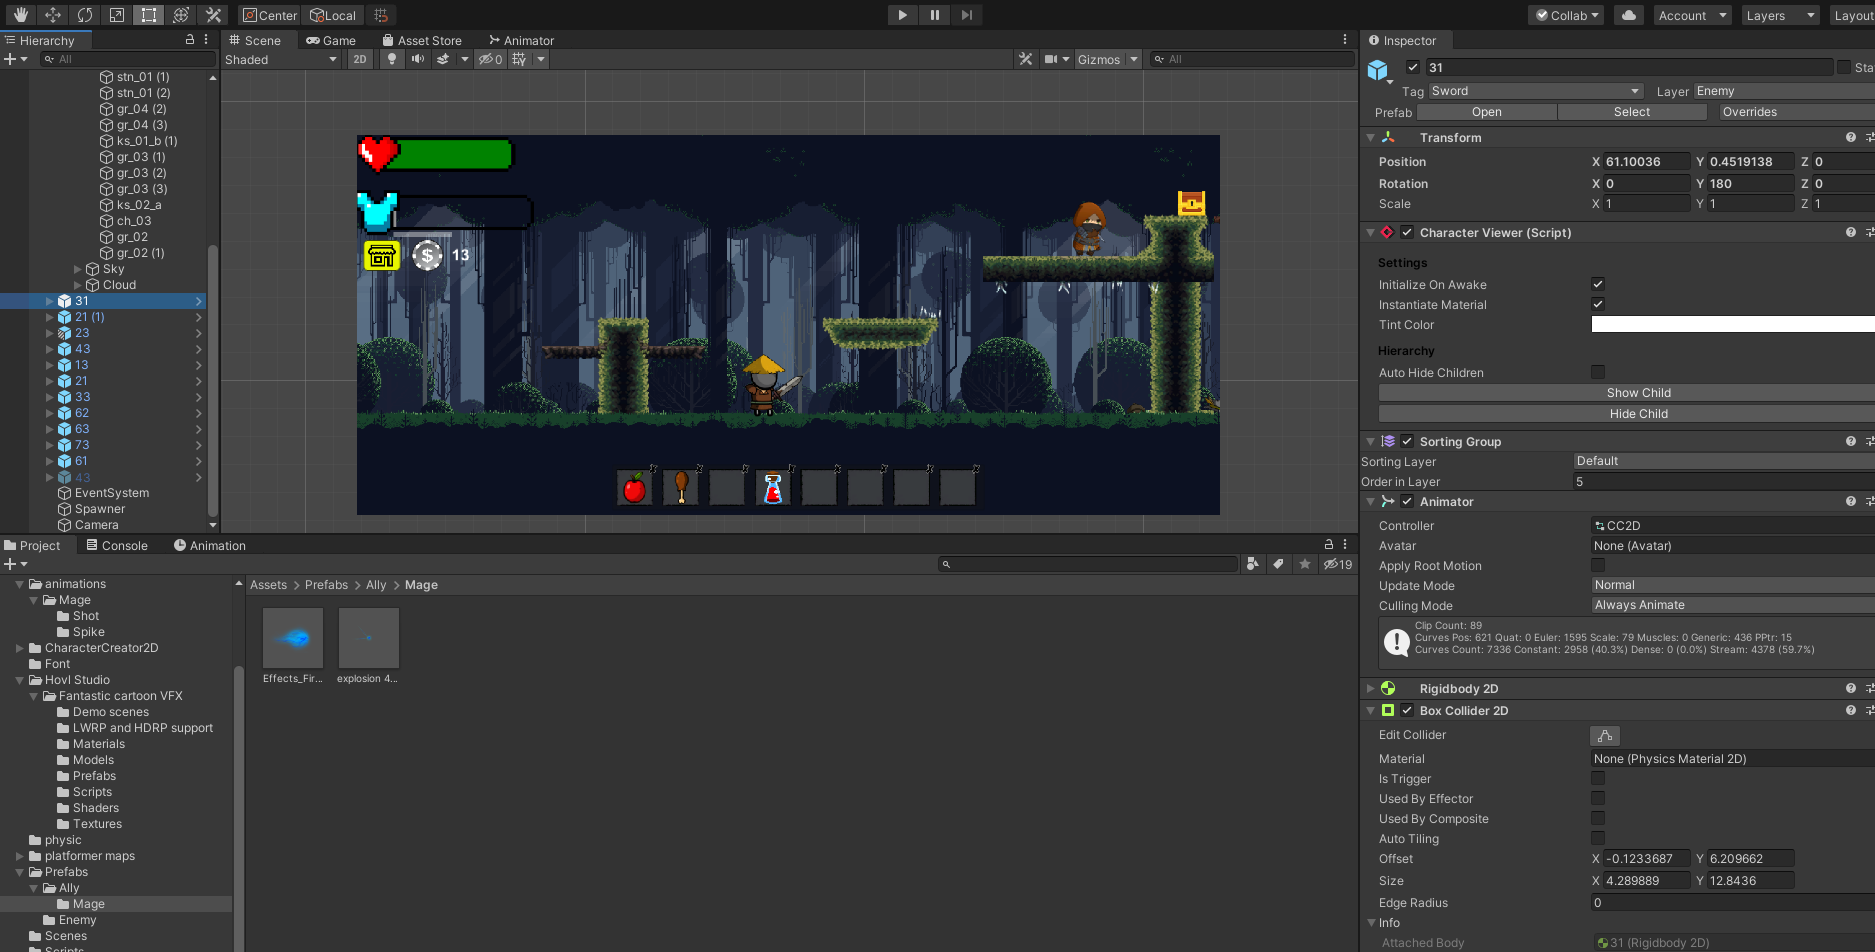 Center
Local
Collab
Account
Layers
Layou
Hierarchy
All
stn_01 (1)
stn_01 (2)
gr_04 (2)
gr_04 (3)
ks_01_b (1)
gr_03 (1)
gr_03 (2)
gr_03 (3)
ks_02_a
ch_03
gr_02
gr_02 (1)
Sky
Cloud
31
21 (1)
23
43
13
21
33
62
63
73
61
43
EventSystem
Spawner
Camera
Scene
Game
Asset Store
Animator
Shaded
2D
0
Gizmos
All
13
Project
Console
Animation
19
animations
Mage
Shot
Spike
CharacterCreator2D
Font
Hovl Studio
Fantastic cartoon VFX
Demo scenes
LWRP and HDRP support
Materials
Models
Prefabs
Scripts
Shaders
Textures
physic
platformer maps
Prefabs
Ally
Mage
Enemy
Scenes
Scripts
Assets > Prefabs > Ally > Mage
Effects_Fir...
explosion 4...
Inspector
31
Sta
Tag Sword Layer Enemy
Prefab Open Select Overrides
Transform
Position X 61.10036 Y 0.4519138 Z 0
Rotation X 0 Y 180 Z 0
Scale X 1 Y 1 Z 1
Character Viewer (Script)
Settings
Initialize On Awake
Instantiate Material
Tint Color
Hierarchy
Auto Hide Children
Show Child
Hide Child
Sorting Group
Sorting Layer Default
Order in Layer 5
Animator
Controller CC2D
Avatar None (Avatar)
Apply Root Motion
Update Mode Normal
Culling Mode Always Animate
Clip Count: 89
Curves Pos: 621 Quat: 0 Euler: 1595 Scale: 79 Muscles: 0 Generic: 436 PPtr: 15
Curves Count: 7336 Constant: 2958 (40.3%) Dense: 0 (0.0%) Stream: 4378 (59.7%)
Rigidbody 2D
Box Collider 2D
Edit Collider
Material None (Physics Material 2D)
Is Trigger
Used By Effector
Used By Composite
Auto Tiling
Offset X -0.1233687 Y 6.209662
Size X 4.289889 Y 12.8436
Edge Radius 0
Info
Attached Body 31 (Rigidbody 2D)